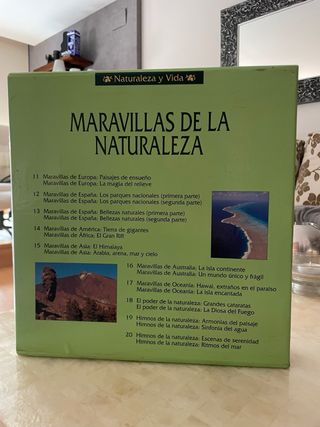 Naturaleza y Vida
MARAVILLAS DE LA
NATURALEZA
11 Maravillas de Europa: Paisajes de ensueño
Maravillas de Europa: La magia del relieve
12 Maravillas de España: Los parques nacionales (primera parte)
Maravillas de España: Los parques nacionales (segunda parte)
13 Maravillas de España: Bellezas naturales (primera parte)
Maravillas de España: Bellezas naturales (segunda parte)
14 Maravillas de América: Tierra de gigantes
Maravillas de África: El Gran Rift
15 Maravillas de Asia: El Himalaya
Maravillas de Asia: Arabia, arena, mar y cielo
16 Maravillas de Australia: La isla continente
Maravillas de Australia: Un mundo único y frágil
17 Maravillas de Oceanía: Hawai, extraños en el paraíso
Maravillas de Oceanía: La isla encantada
18 El poder de la naturaleza: Grandes cataratas
El poder de la naturaleza: La Diosa del Fuego
19 Himnos de la naturaleza: Armonías del paisaje
Himnos de la naturaleza: Sinfonía del agua
20 Himnos de la naturaleza: Escenas de serenidad
Himnos de la naturaleza: Ritmos del mar